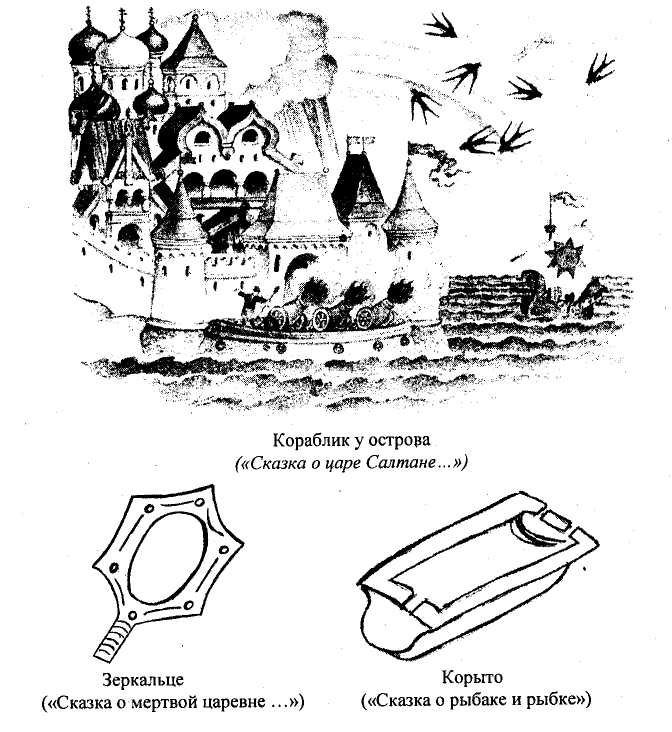 Кораблик у острова
(«Сказка о царе Салтане…»)
Зеркальце
(«Сказка о мертвой царевне …»)
Корыто
(«Сказка о рыбаке и рыбке»)